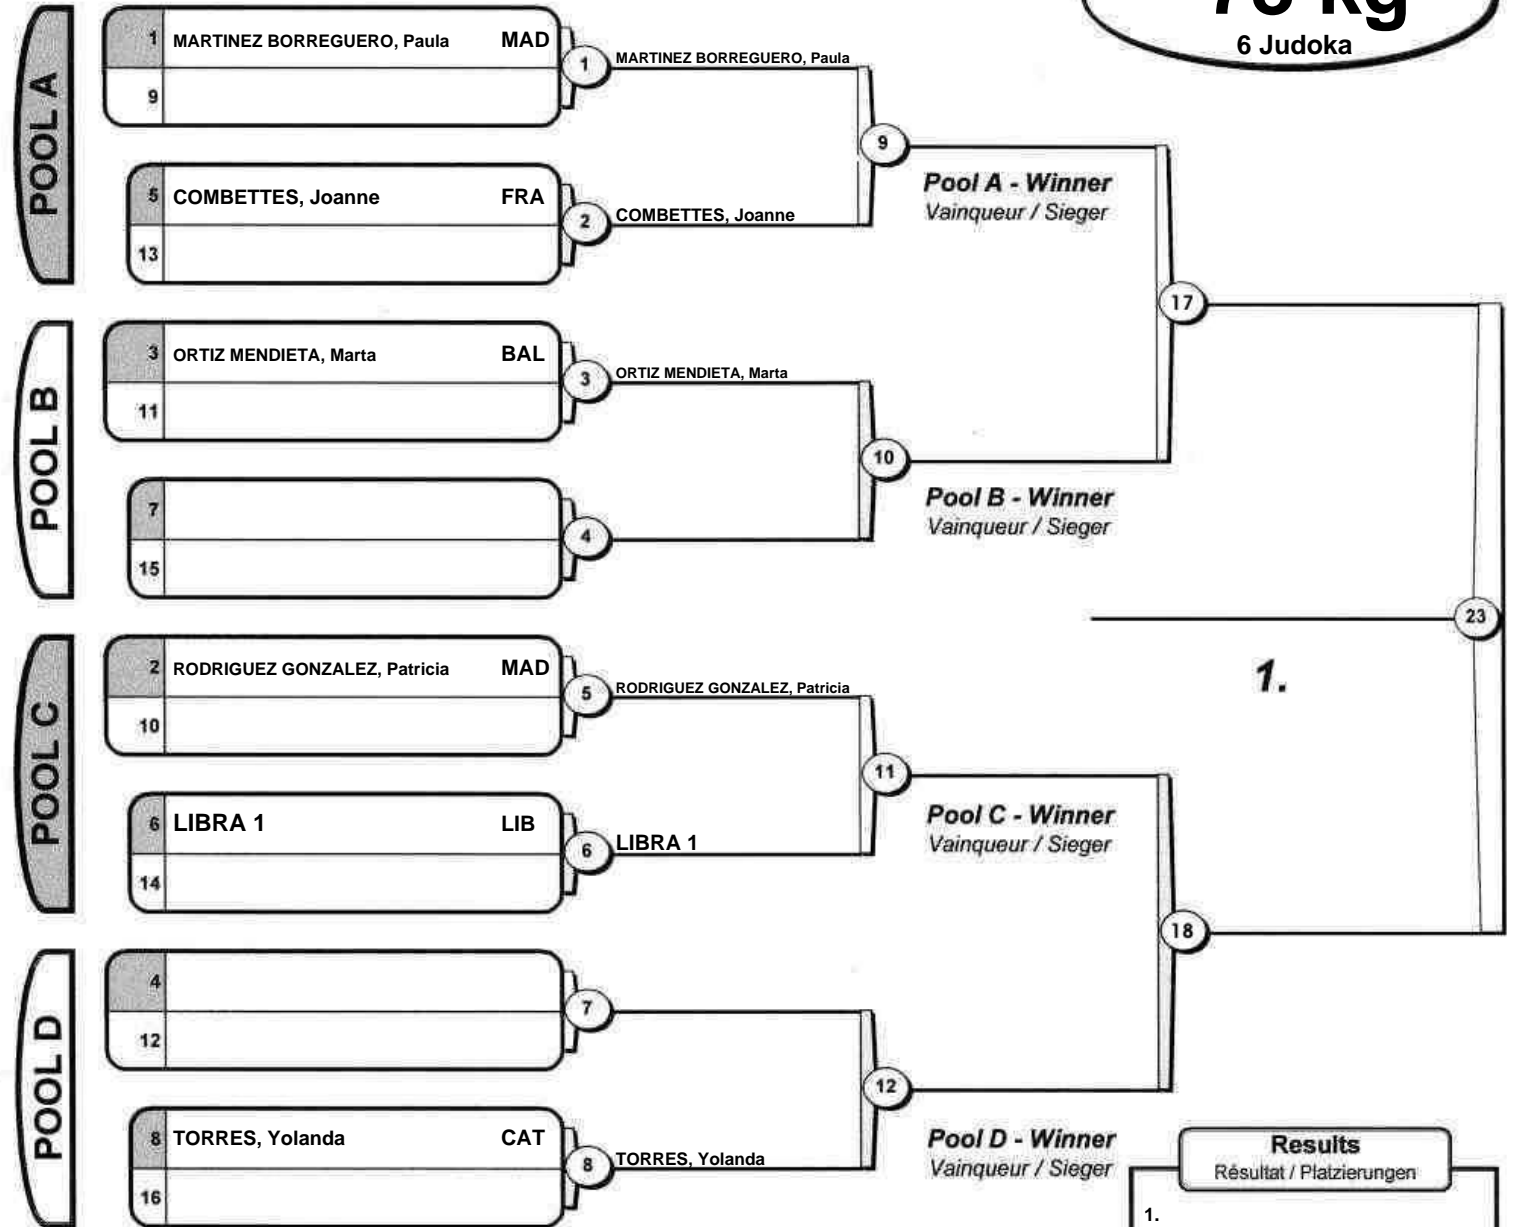 78 kg
6 Judoka
POOL A
1 MARTINEZ BORREGUERO, Paula MAD
9
1 MARTINEZ BORREGUERO, Paula
5 COMBETTES, Joanne FRA
13
2 COMBETTES, Joanne
9
Pool A - Winner
Vainqueur / Sieger
17
POOL B
3 ORTIZ MENDIETA, Marta BAL
11
3 ORTIZ MENDIETA, Marta
7
15
4
10
Pool B - Winner
Vainqueur / Sieger
23
1.
POOL C
2 RODRIGUEZ GONZALEZ, Patricia MAD
10
5 RODRIGUEZ GONZALEZ, Patricia
6 LIBRA 1 LIB
14
6 LIBRA 1
11
Pool C - Winner
Vainqueur / Sieger
18
POOL D
4
12
7
8 TORRES, Yolanda CAT
16
8 TORRES, Yolanda
12
Pool D - Winner
Vainqueur / Sieger
Results
Résultat / Platzierungen
1.